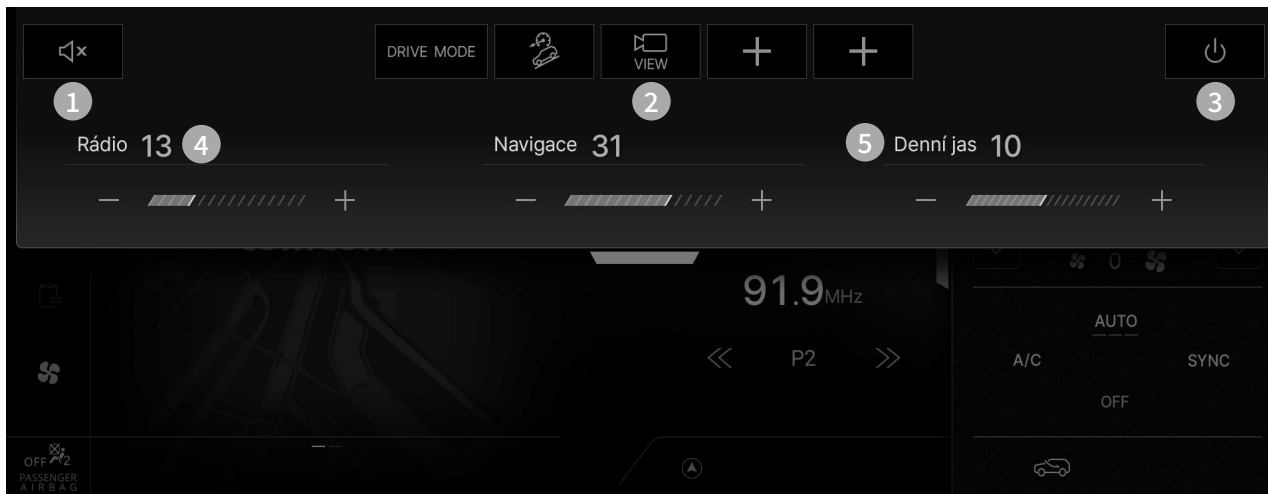 DRIVE MODE
VIEW
1
2
3
Rádio 13 4
Navigace 31
5 Denní jas 10
0
91.9MHz
AUTO
P2
A/C
SYNC
OFF
OFF 2
PASSENGER
AIRBAG